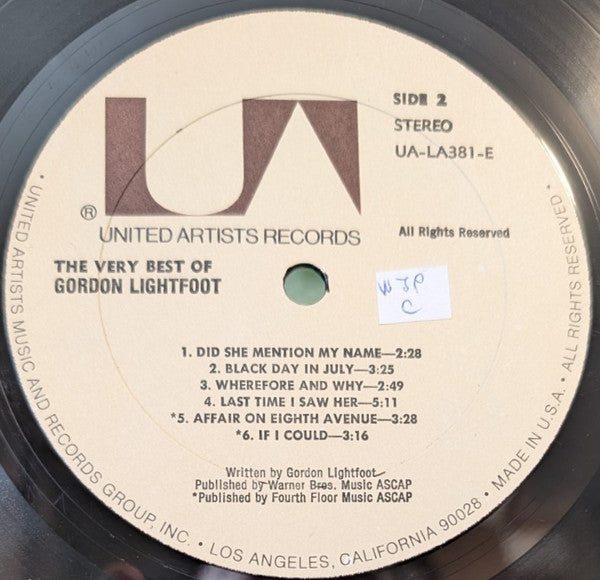 UA
SIDE 2
STEREO
UA-LA381-E
®
UNITED ARTISTS RECORDS
All Rights Reserved
THE VERY BEST OF
GORDON LIGHTFOOT
WJP
C
1. DID SHE MENTION MY NAME—2:28
2. BLACK DAY IN JULY—3:25
3. WHEREFORE AND WHY—2:49
4. LAST TIME I SAW HER—5:11
*5. AFFAIR ON EIGHTH AVENUE—3:28
*6. IF I COULD—3:16
Written by Gordon Lightfoot
Published by Warner Bros. Music ASCAP
*Published by Fourth Floor Music ASCAP
• UNITED ARTISTS MUSIC AND RECORDS GROUP, INC. • LOS ANGELES, CALIFORNIA 90028 • MADE IN U.S.A. • ALL RIGHTS RESERVED •